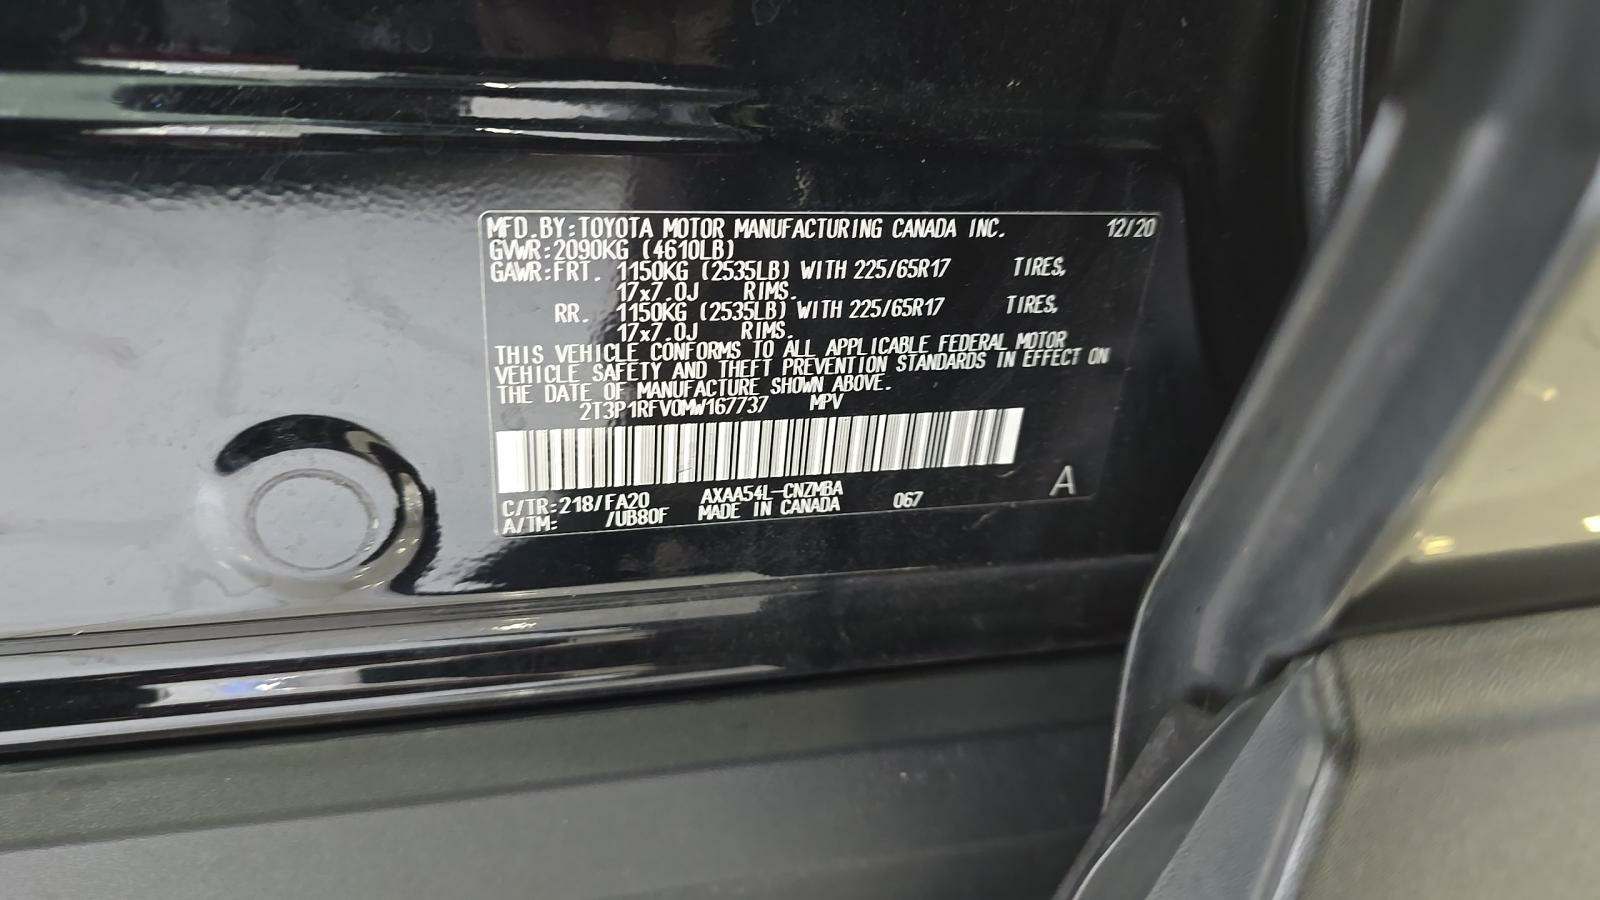 MFD.BY:TOYOTA MOTOR MANUFACTURING CANADA INC. 12/20
GVWR:2090KG (4610LB)
GAWR:FRT. 1150KG (2535LB) WITH 225/65R17 TIRES,
17x7.0J RIMS.
RR. 1150KG (2535LB) WITH 225/65R17 TIRES,
17x7.0J RIMS.
THIS VEHICLE CONFORMS TO ALL APPLICABLE FEDERAL MOTOR
VEHICLE SAFETY AND THEFT PREVENTION STANDARDS IN EFFECT ON
THE DATE OF MANUFACTURE SHOWN ABOVE.
2T3P1RFV0MW167737 MPV
C/TR:218/FA20 AXAA54L-CNZMBA 067 A
A/TM: /UB80F MADE IN CANADA